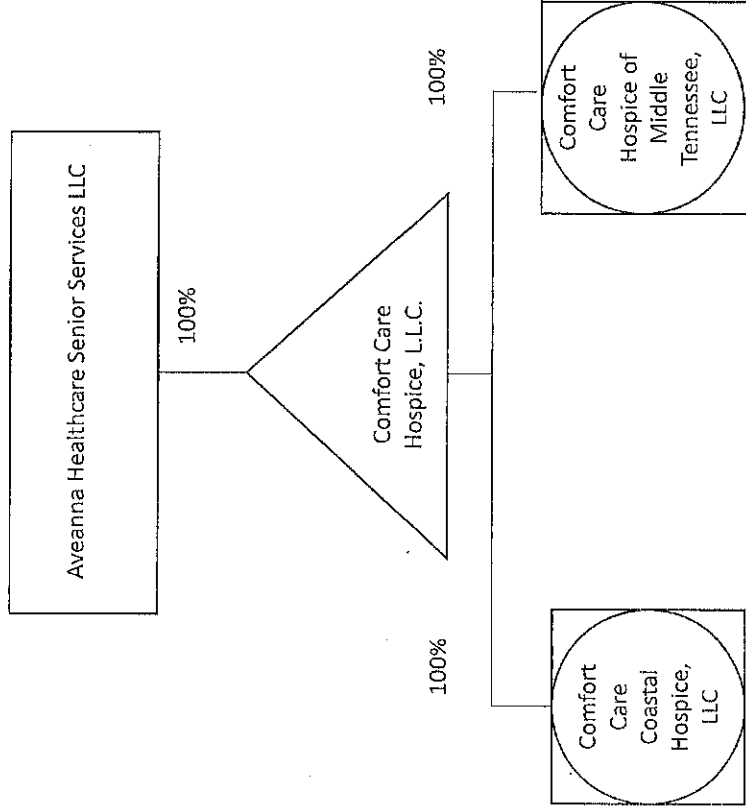 Aveanna Healthcare Senior Services LLC
100%
Comfort Care
Hospice, L.L.C.
100%
100%
Comfort
Care
Coastal
Hospice,
LLC
Comfort
Care
Hospice of
Middle
Tennessee,
LLC